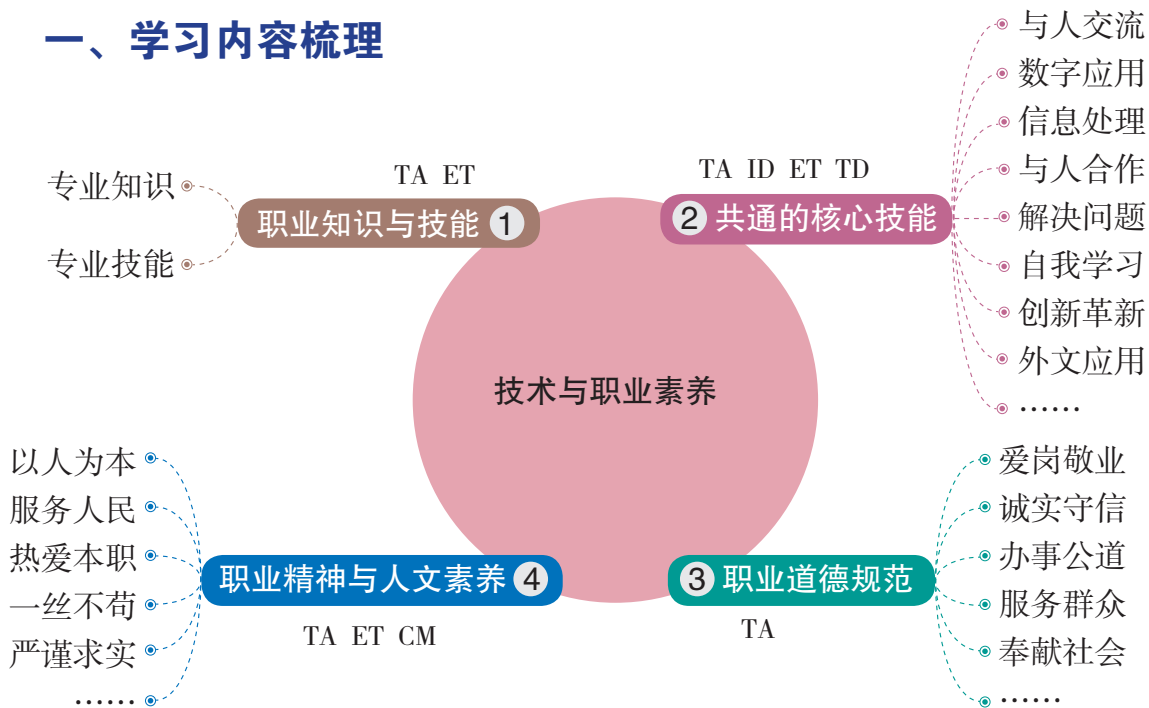 一、学习内容梳理
TA ET
职业知识与技能 ①
专业知识
专业技能
TA ID ET TD
② 共通的核心技能
与人交流
数字应用
信息处理
与人合作
解决问题
自我学习
创新革新
外文应用
……
技术与职业素养
③ 职业道德规范
TA
爱岗敬业
诚实守信
办事公道
服务群众
奉献社会
……
职业精神与人文素养 ④
TA ET CM
以人为本
服务人民
热爱本职
一丝不苟
严谨求实
……